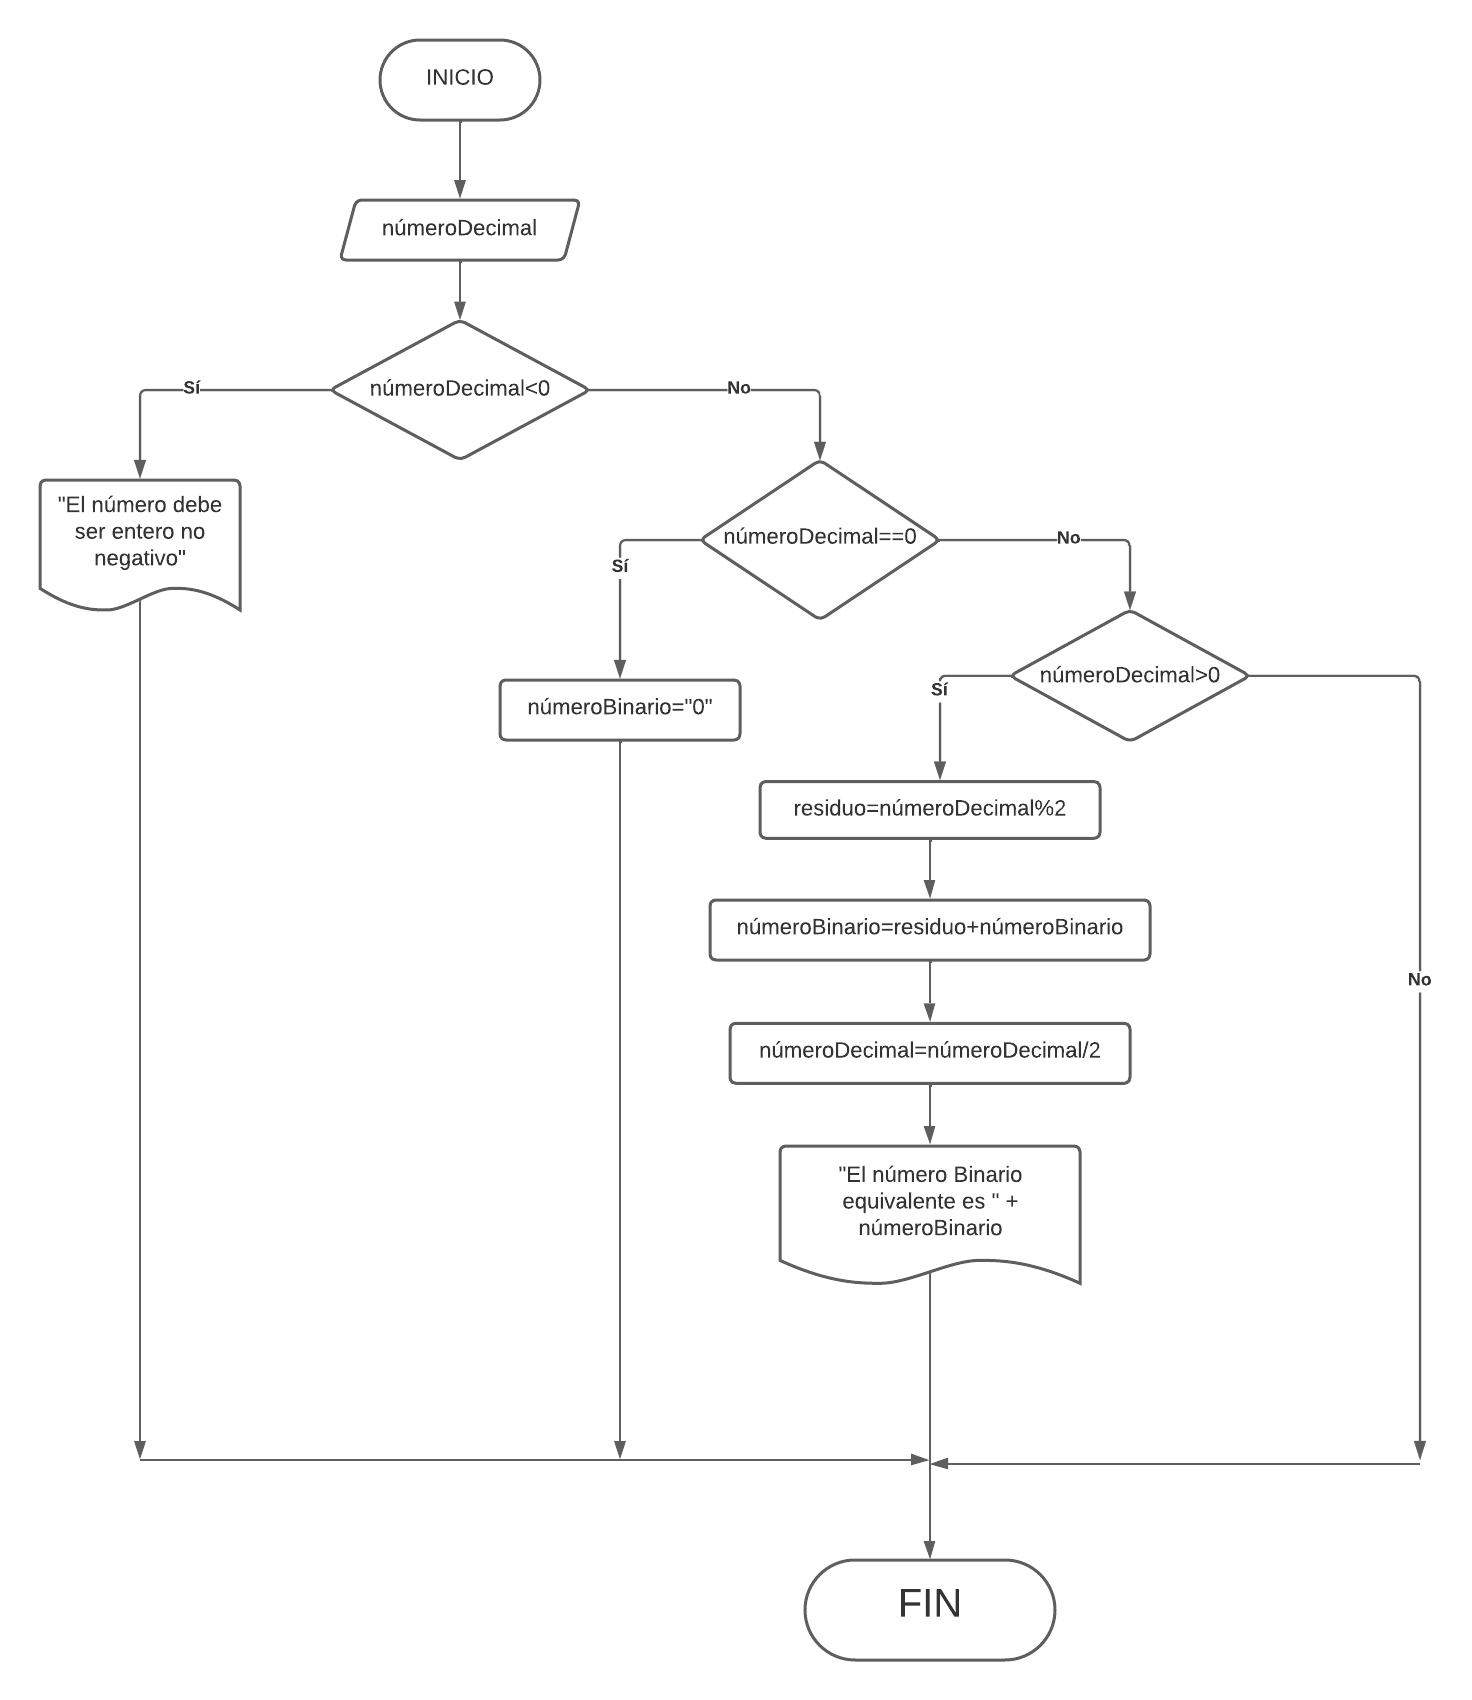 INICIO
númeroDecimal
númeroDecimal<0
Sí
No
"El número debe
ser entero no
negativo"
númeroDecimal==0
Sí
No
númeroBinario="0"
númeroDecimal>0
Sí
No
residuo=númeroDecimal%2
númeroBinario=residuo+númeroBinario
númeroDecimal=númeroDecimal/2
"El número Binario
equivalente es " +
númeroBinario
FIN